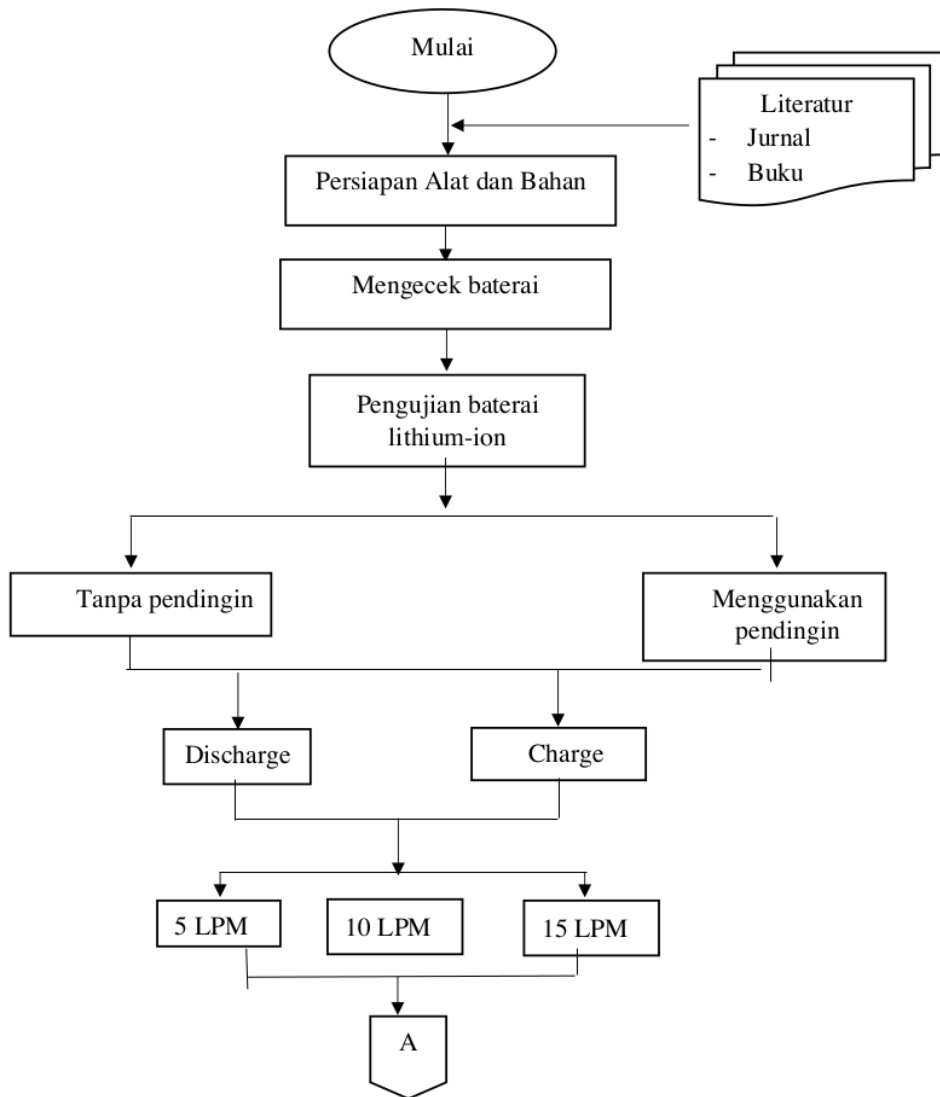 Mulai
Literatur
- Jurnal
- Buku
Persiapan Alat dan Bahan
Mengecek baterai
Pengujian baterai
lithium-ion
Tanpa pendingin
Menggunakan
pendingin
Discharge
Charge
5 LPM
10 LPM
15 LPM
A